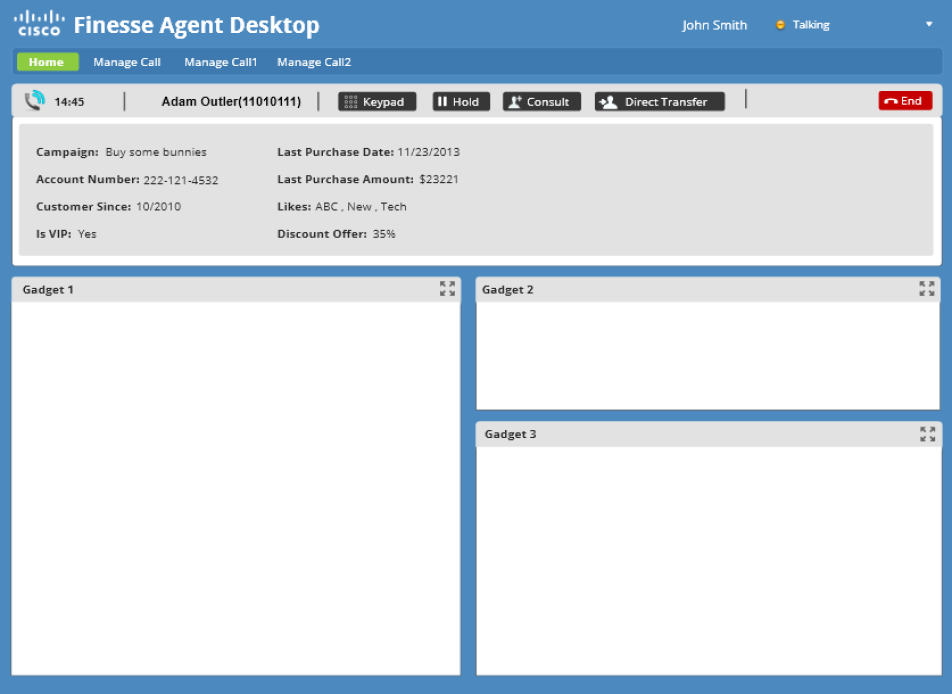 cisco Finesse Agent Desktop John Smith Talking
Home Manage Call Manage Call1 Manage Call2
14:45 | Adam Outler(11010111) | Keypad Hold Consult Direct Transfer | End
Campaign: Buy some bunnies Last Purchase Date: 11/23/2013
Account Number: 222-121-4532 Last Purchase Amount: $23221
Customer Since: 10/2010 Likes: ABC , New , Tech
Is VIP: Yes Discount Offer: 35%
Gadget 1 Gadget 2
Gadget 3